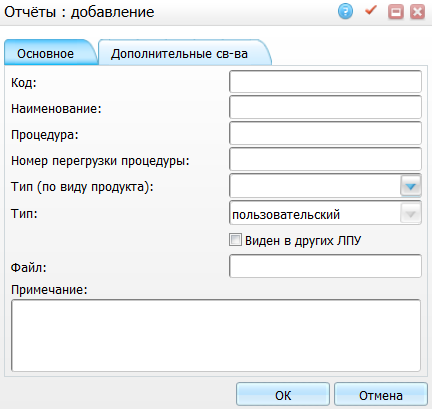 Отчёты : добавление
Основное
Дополнительные св-ва
Код:
Наименование:
Процедура:
Номер перегрузки процедуры:
Тип (по виду продукта):
Тип:
пользовательский
Виден в других ЛПУ
Файл:
Примечание:
ОК
Отмена